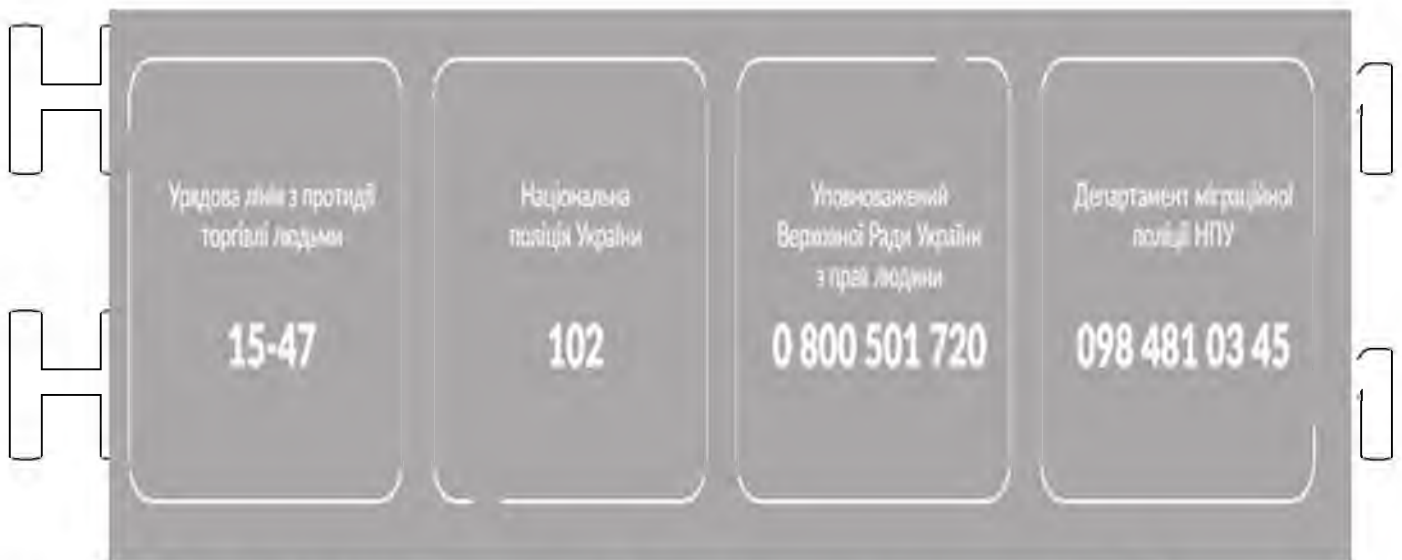 Урядова лінія з протидії
торгівлі людьми
15-47
Національна
поліція України
102
Уповноважений
Верховної Ради України
з прав людини
0 800 501 720
Департамент міграційної
поліції НПУ
098 481 03 45